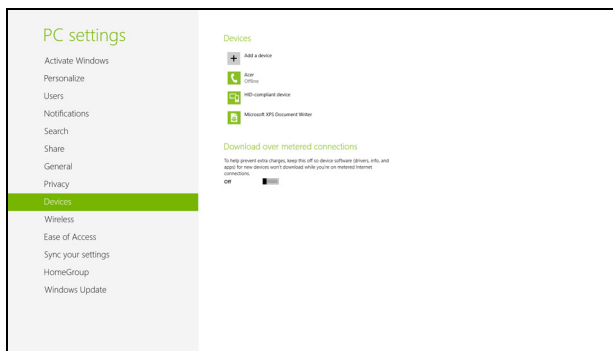 PC settings
Activate Windows
Personalize
Users
Notifications
Search
Share
General
Privacy
Devices
Wireless
Ease of Access
Sync your settings
HomeGroup
Windows Update
Devices
Add a device
Acer
Offline
HID-compliant device
Microsoft XPS Document Writer
Download over metered connections
To help prevent extra charges, keep this off so device software (drivers, info, and
apps) for new devices won't download while you're on metered Internet
connections.
Off